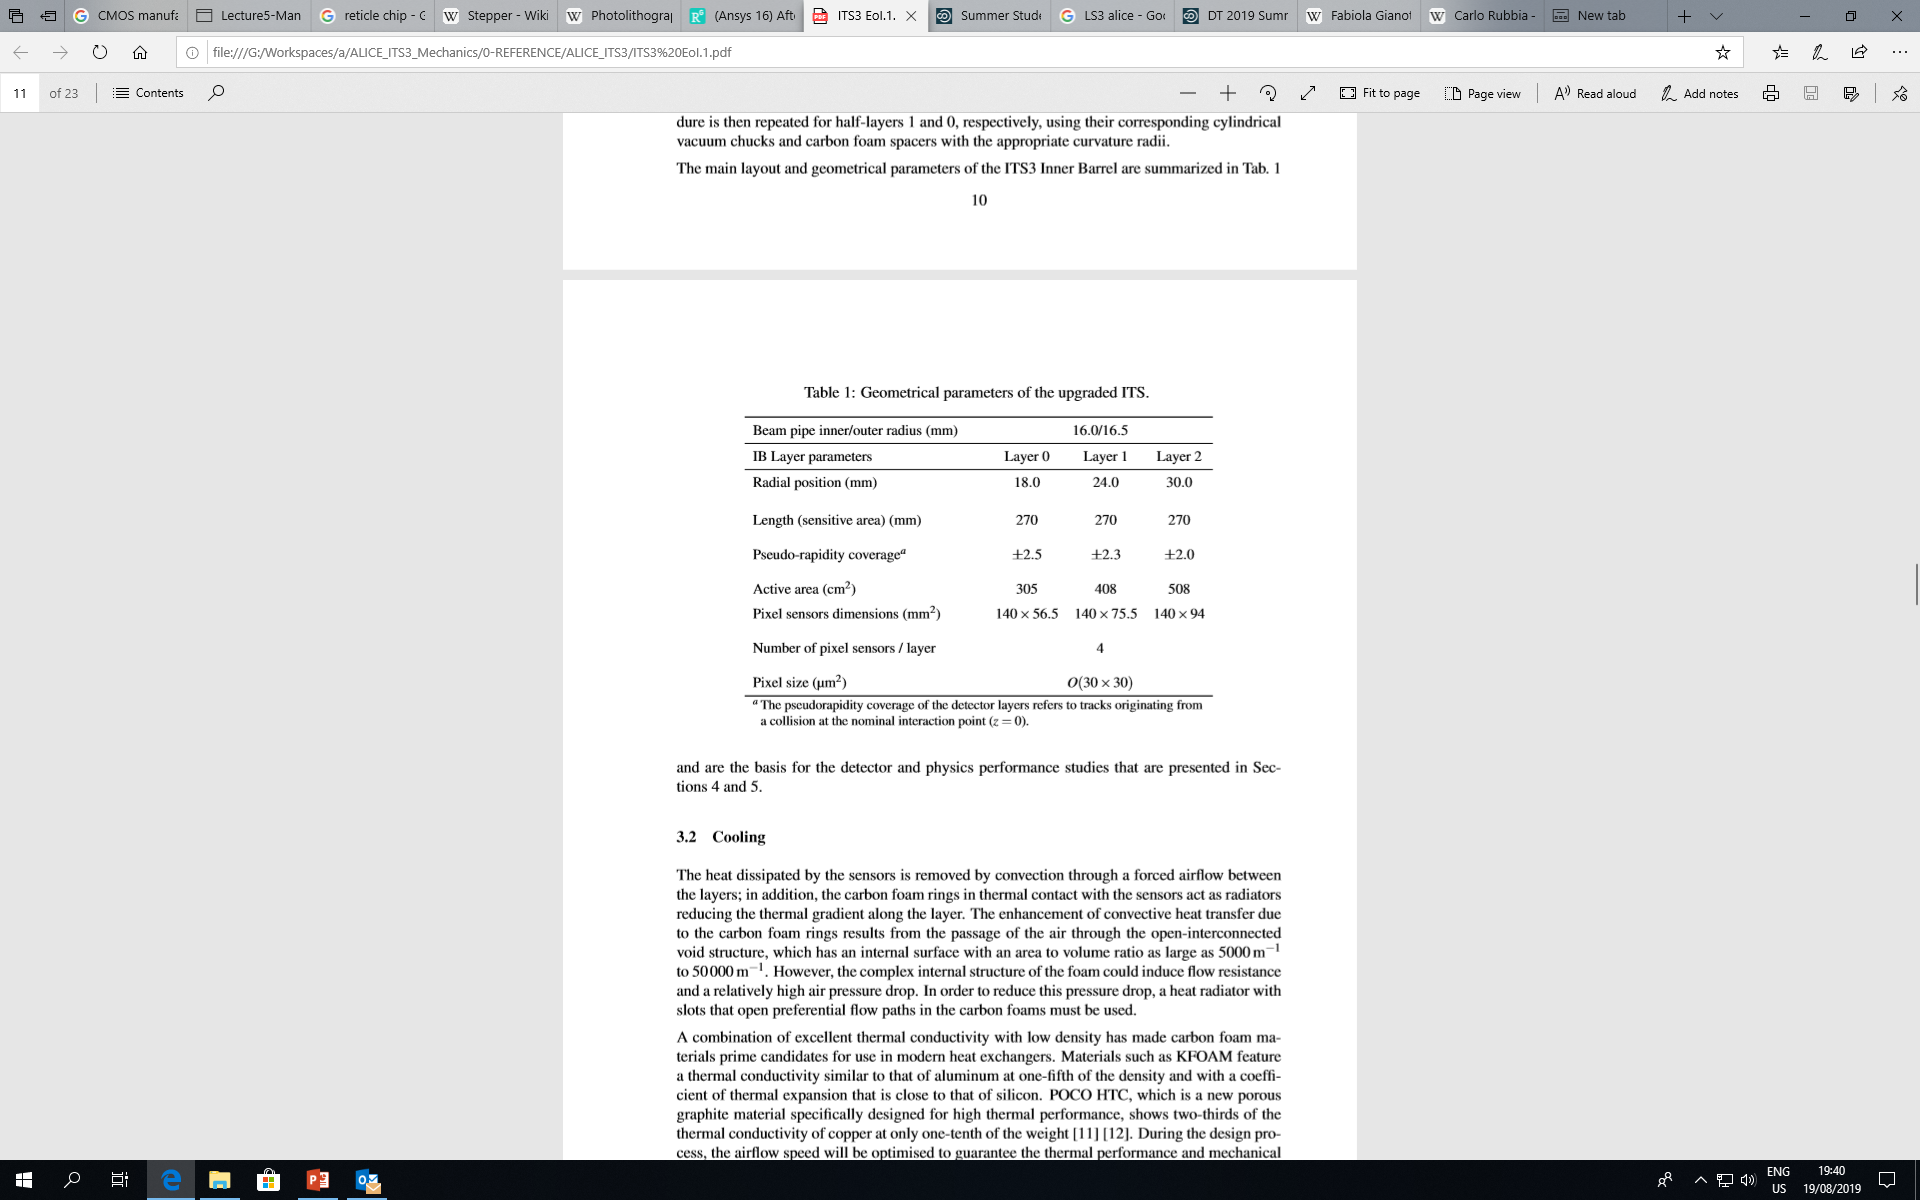 CMOS manufa
Lecture5-Man
reticle chip - G
Stepper - Wiki
Photolithograp
(Ansys 16) Aft
ITS3 EoI.1.
Summer Stude
LS3 alice - Goo
DT 2019 Summ
Fabiola Gianot
Carlo Rubbia -
New tab
file:///G:/Workspaces/a/ALICE_ITS3_Mechanics/0-REFERENCE/ALICE_ITS3/ITS3%20EoI.1.pdf
11 of 23 Contents Fit to page Page view Read aloud Add notes
dure is then repeated for half-layers 1 and 0, respectively, using their corresponding cylindrical
vacuum chucks and carbon foam spacers with the appropriate curvature radii.
The main layout and geometrical parameters of the ITS3 Inner Barrel are summarized in Tab. 1
10
Table 1: Geometrical parameters of the upgraded ITS.
Beam pipe inner/outer radius (mm) 16.0/16.5
IB Layer parameters Layer 0 Layer 1 Layer 2
Radial position (mm) 18.0 24.0 30.0
Length (sensitive area) (mm) 270 270 270
Pseudo-rapidity coverageᵃ ±2.5 ±2.3 ±2.0
Active area (cm²) 305 408 508
Pixel sensors dimensions (mm²) 140 × 56.5 140 × 75.5 140 × 94
Number of pixel sensors / layer 4
Pixel size (µm²) O(30 × 30)
ᵃ The pseudorapidity coverage of the detector layers refers to tracks originating from
a collision at the nominal interaction point (z = 0).
and are the basis for the detector and physics performance studies that are presented in Sec-
tions 4 and 5.
3.2 Cooling
The heat dissipated by the sensors is removed by convection through a forced airflow between
the layers; in addition, the carbon foam rings in thermal contact with the sensors act as radiators
reducing the thermal gradient along the layer. The enhancement of convective heat transfer due
to the carbon foam rings results from the passage of the air through the open-interconnected
void structure, which has an internal surface with an area to volume ratio as large as 5000 m⁻¹
to 50 000 m⁻¹. However, the complex internal structure of the foam could induce flow resistance
and a relatively high air pressure drop. In order to reduce this pressure drop, a heat radiator with
slots that open preferential flow paths in the carbon foams must be used.
A combination of excellent thermal conductivity with low density has made carbon foam ma-
terials prime candidates for use in modern heat exchangers. Materials such as KFOAM feature
a thermal conductivity similar to that of aluminum at one-fifth of the density and with a coeffi-
cient of thermal expansion that is close to that of silicon. POCO HTC, which is a new porous
graphite material specifically designed for high thermal performance, shows two-thirds of the
thermal conductivity of copper at only one-tenth of the weight [11] [12]. During the design pro-
cess, the airflow speed will be optimised to guarantee the thermal performance and mechanical
ENG
US
19:40
19/08/2019